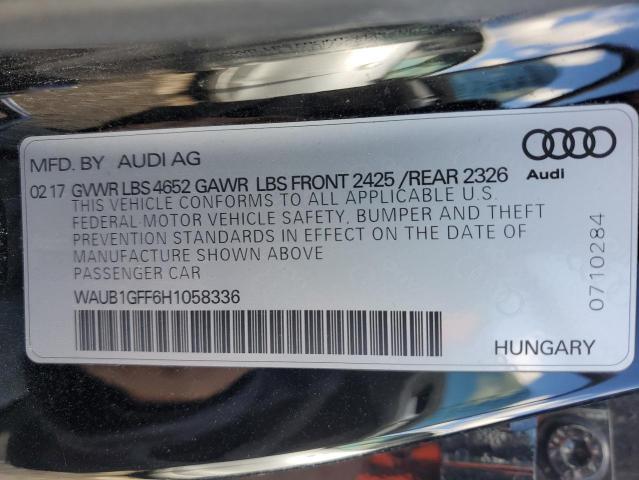 MFD. BY AUDI AG
02 17 GVWR LBS 4652 GAWR LBS FRONT 2425 /REAR 2326
THIS VEHICLE CONFORMS TO ALL APPLICABLE U.S.
FEDERAL MOTOR VEHICLE SAFETY, BUMPER AND THEFT
PREVENTION STANDARDS IN EFFECT ON THE DATE OF
MANUFACTURE SHOWN ABOVE
PASSENGER CAR
WAUB1GFF6H1058336
Audi
0710284
HUNGARY